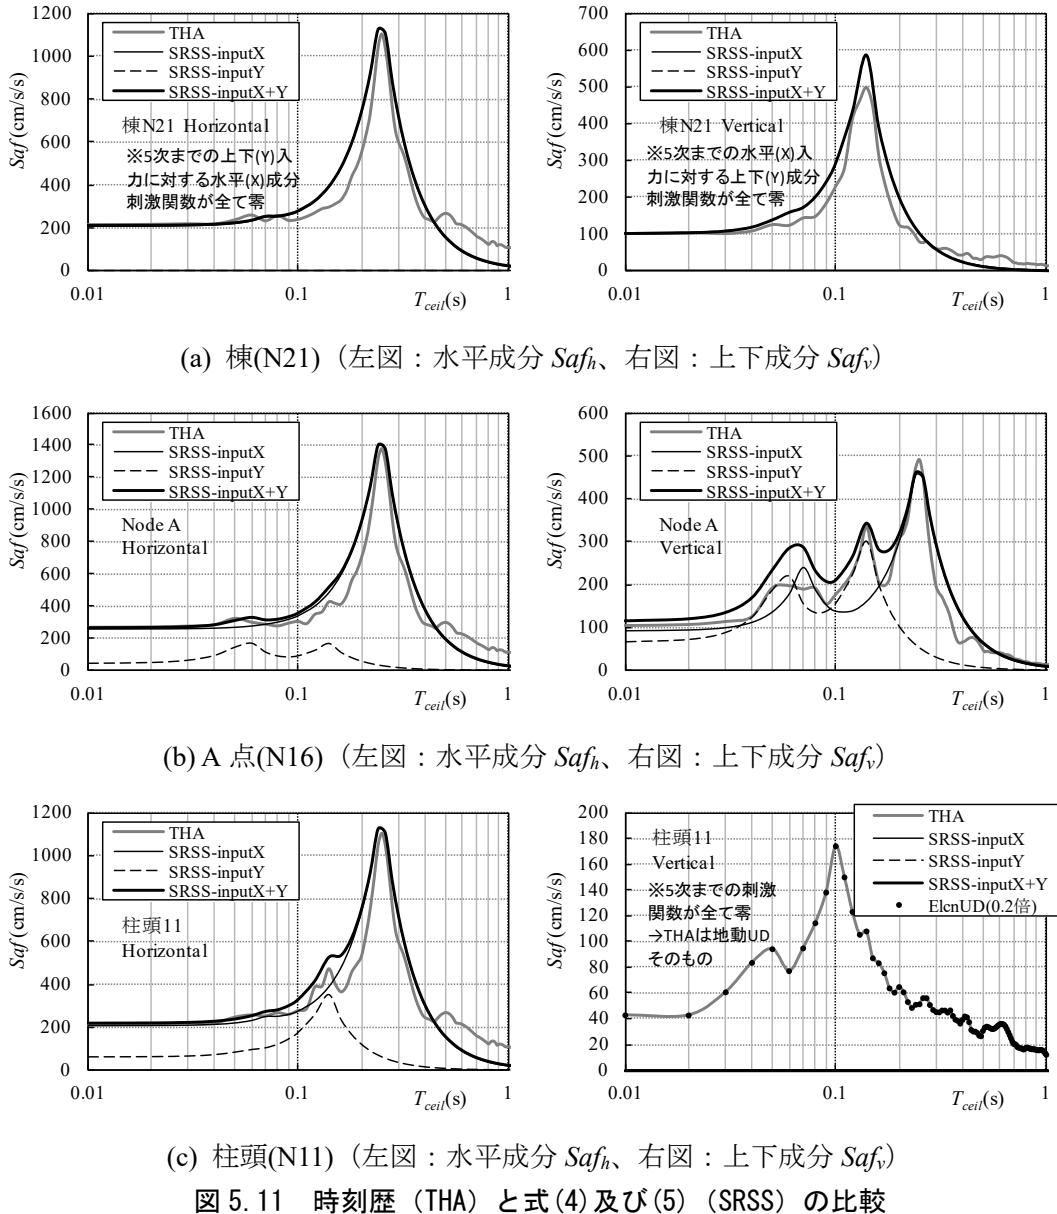 1200
1000
800
600
400
200
0
Saf (cm/s/s)
THA
SRSS-inputX
SRSS-inputY
SRSS-inputX+Y
棟N21 Horizontal
※5次までの上下(Y)入
力に対する水平(X)成分
刺激関数が全て零
0.01
0.1
1
Tceil(s)
700
600
500
400
300
200
100
0
Saf (cm/s/s)
THA
SRSS-inputX
SRSS-inputY
SRSS-inputX+Y
棟N21 Vertical
※5次までの水平(X)入
力に対する上下(Y)成分
刺激関数が全て零
0.01
0.1
1
Tceil(s)
(a) 棟(N21)（左図：水平成分 Safh、右図：上下成分 Safv）
1600
1400
1200
1000
800
600
400
200
0
Saf (cm/s/s)
THA
SRSS-inputX
SRSS-inputY
SRSS-inputX+Y
Node A
Horizontal
0.01
0.1
1
Tceil(s)
600
500
400
300
200
100
0
Saf (cm/s/s)
THA
SRSS-inputX
SRSS-inputY
SRSS-inputX+Y
Node A
Vertical
0.01
0.1
1
Tceil(s)
(b) A 点(N16)（左図：水平成分 Safh、右図：上下成分 Safv）
1200
1000
800
600
400
200
0
Saf (cm/s/s)
THA
SRSS-inputX
SRSS-inputY
SRSS-inputX+Y
柱頭11
Horizontal
0.01
0.1
1
Tceil(s)
200
180
160
140
120
100
80
60
40
20
0
Saf (cm/s/s)
柱頭11
Vertical
※5次までの刺激
関数が全て零
→THAは地動UD
そのもの
THA
SRSS-inputX
SRSS-inputY
SRSS-inputX+Y
ElcnUD(0.2倍)
0.01
0.1
1
Tceil(s)
(c) 柱頭(N11)（左図：水平成分 Safh、右図：上下成分 Safv）
図 5.11 時刻歴（THA）と式(4)及び(5)（SRSS）の比較